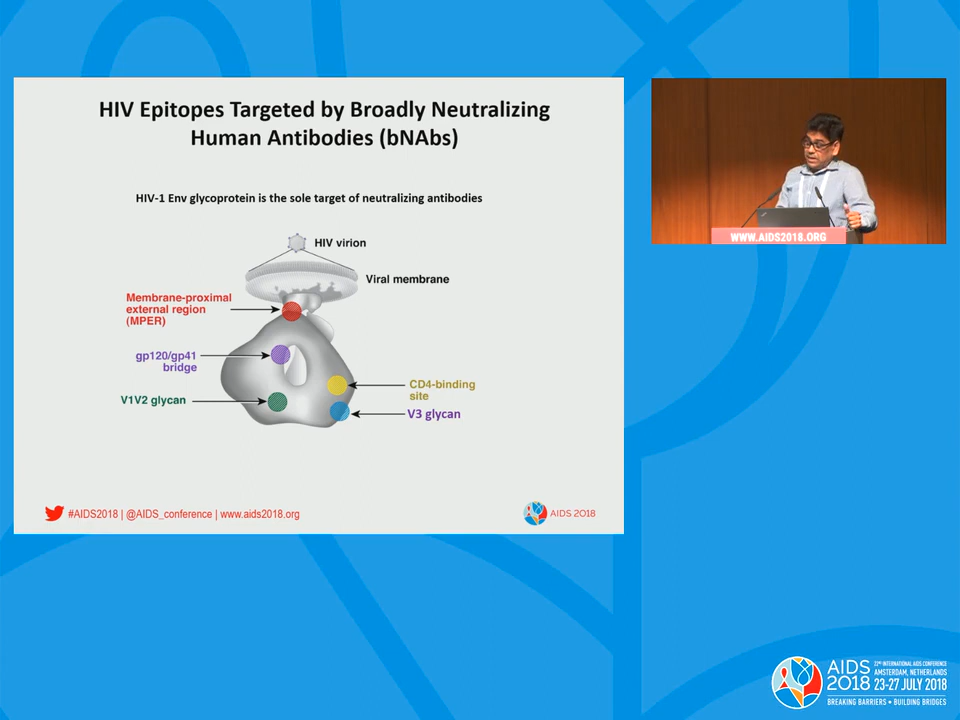 HIV Epitopes Targeted by Broadly Neutralizing
Human Antibodies (bNAbs)
HIV-1 Env glycoprotein is the sole target of neutralizing antibodies
HIV virion
Viral membrane
Membrane-proximal
external region
(MPER)
gp120/gp41
bridge
V1V2 glycan
CD4-binding
site
V3 glycan
#AIDS2018 | @AIDS_conference | www.aids2018.org
AIDS 2018
WWW.AIDS2018.ORG
AIDS
2018
22ND INTERNATIONAL AIDS CONFERENCE
AMSTERDAM, NETHERLANDS
23-27 JULY 2018
BREAKING BARRIERS • BUILDING BRIDGES